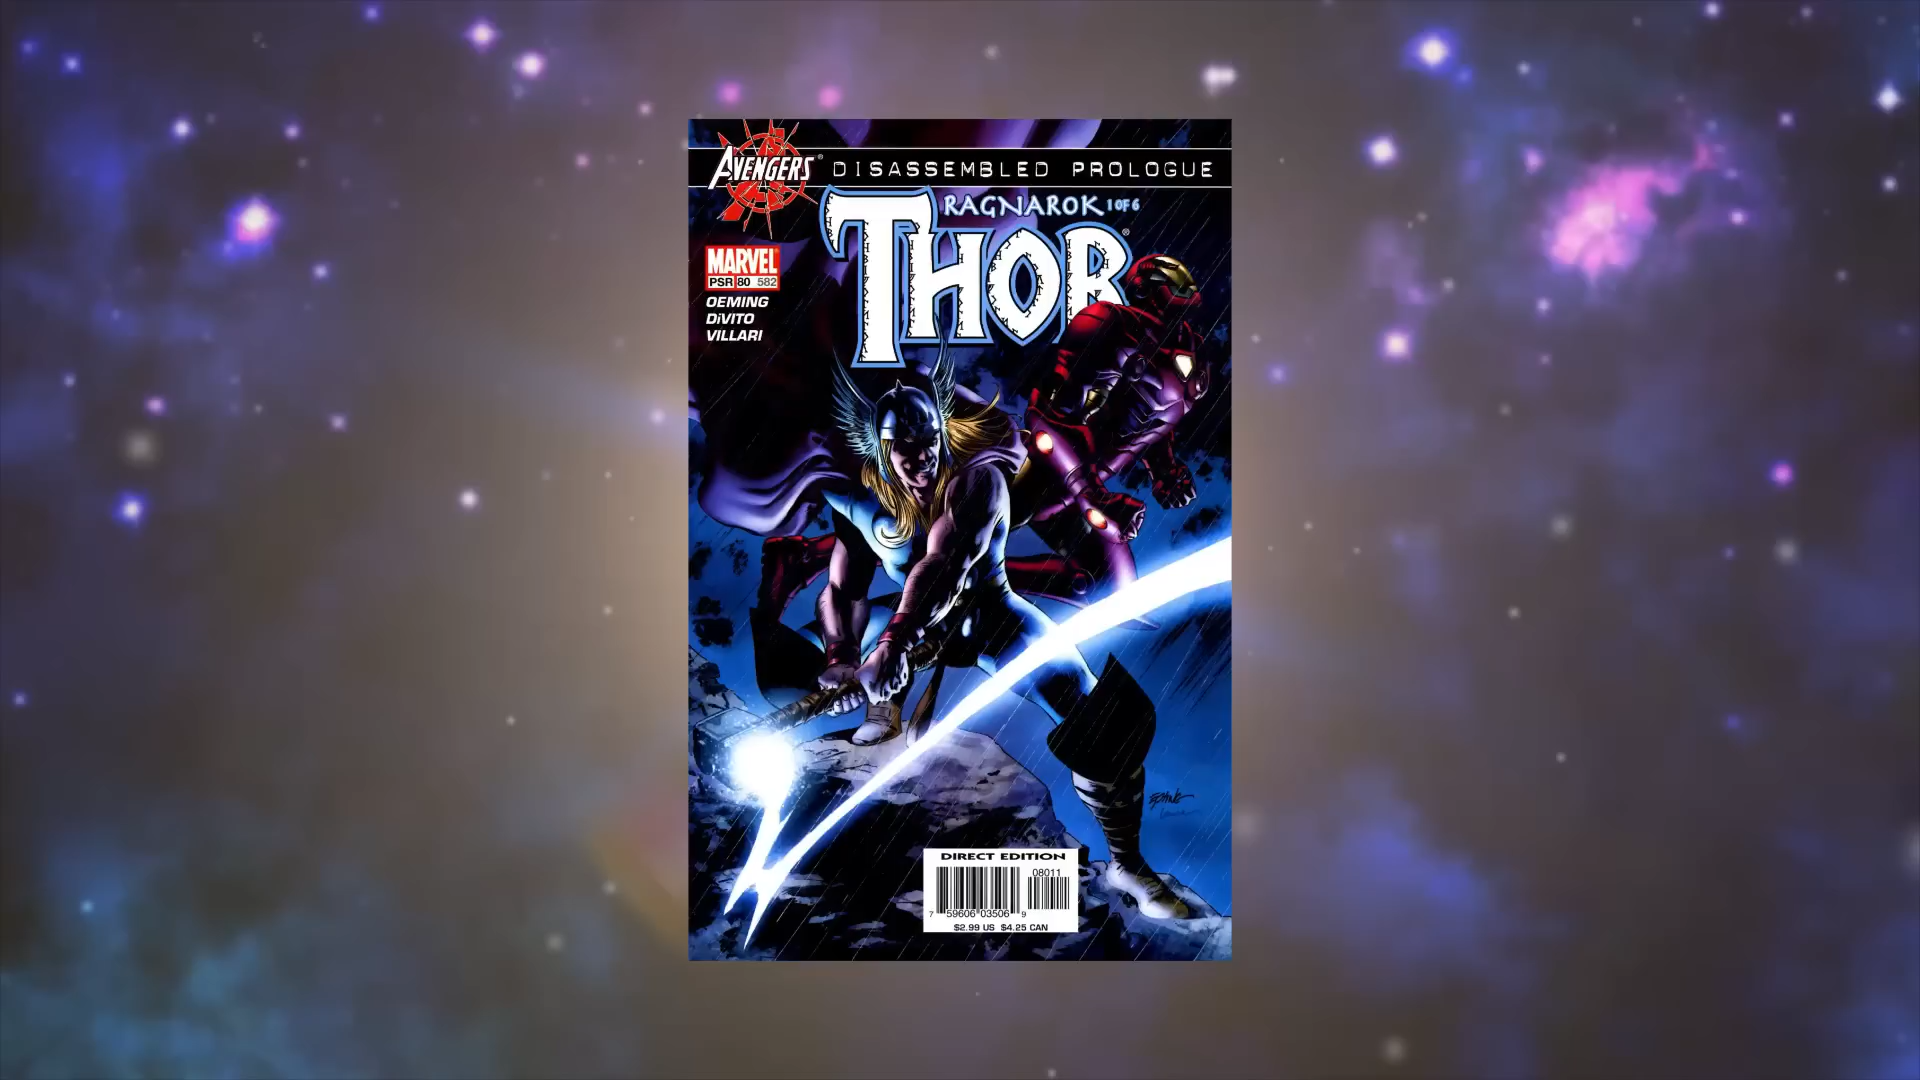 AVENGERS® DISASSEMBLED PROLOGUE
RAGNAROK 1 OF 6
THOR®
MARVEL®
PSR 80 582
OEMING
DiVITO
VILLARI
EPTING
DIRECT EDITION
08011
7 59606 03506 9
$2.99 US $4.25 CAN